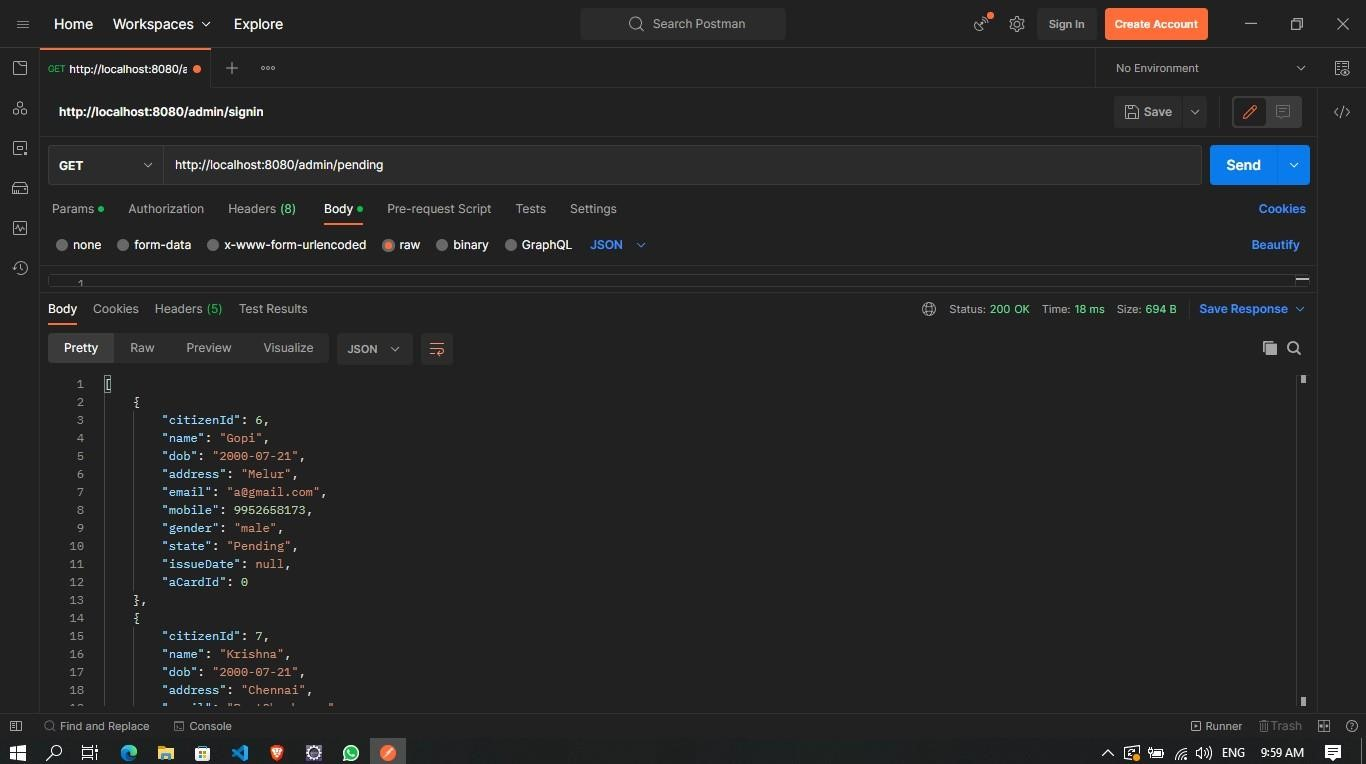 Home Workspaces Explore Search Postman Sign In Create Account
GET http://localhost:8080/a No Environment
http://localhost:8080/admin/signin Save
GET http://localhost:8080/admin/pending Send
Params Authorization Headers (8) Body Pre-request Script Tests Settings Cookies
none form-data x-www-form-urlencoded raw binary GraphQL JSON Beautify
1
Body Cookies Headers (5) Test Results Status: 200 OK Time: 18 ms Size: 694 B Save Response
Pretty Raw Preview Visualize JSON
1 [
2 {
3 "citizenId": 6,
4 "name": "Gopi",
5 "dob": "2000-07-21",
6 "address": "Melur",
7 "email": "a@gmail.com",
8 "mobile": 9952658173,
9 "gender": "male",
10 "state": "Pending",
11 "issueDate": null,
12 "aCardId": 0
13 },
14 {
15 "citizenId": 7,
16 "name": "Krishna",
17 "dob": "2000-07-21",
18 "address": "Chennai",
Find and Replace Console Runner Trash
ENG 9:59 AM